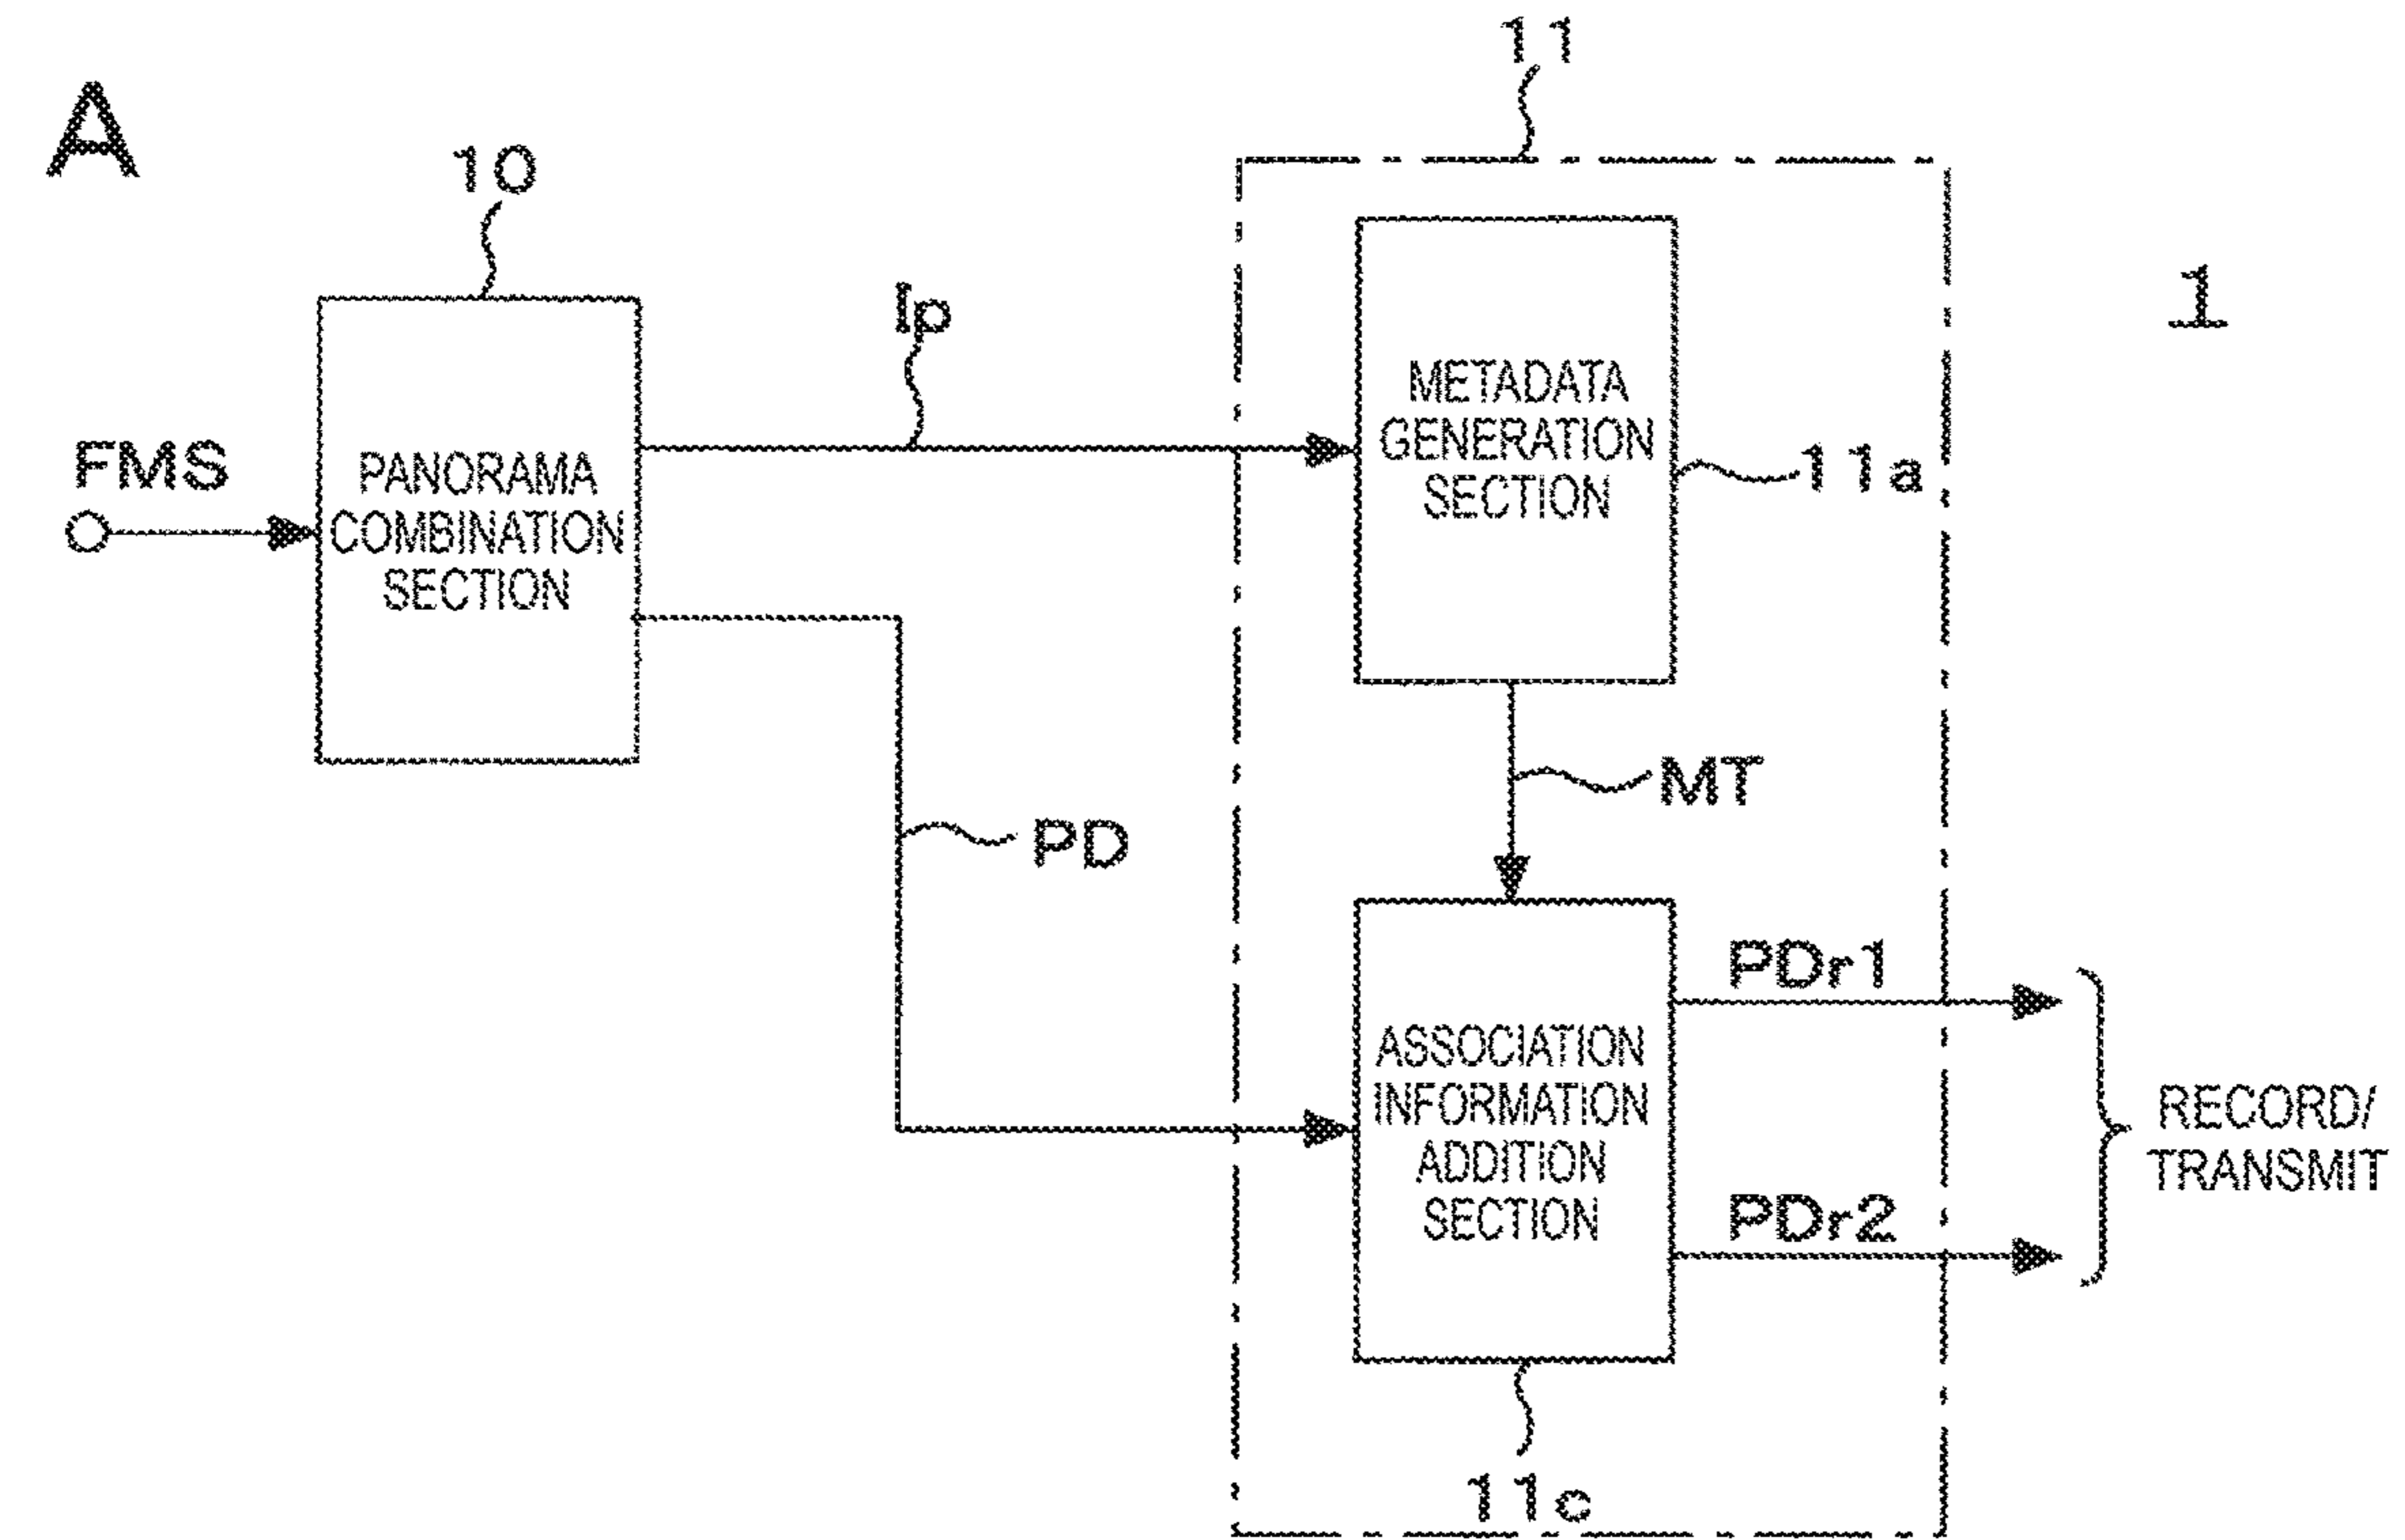 A
11
10
1
Ip
FMS
PANORAMA
COMBINATION
SECTION
METADATA
GENERATION
SECTION
11a
MT
PD
PDr1
ASSOCIATION
INFORMATION
ADDITION
SECTION
PDr2
RECORD/
TRANSMIT
11c